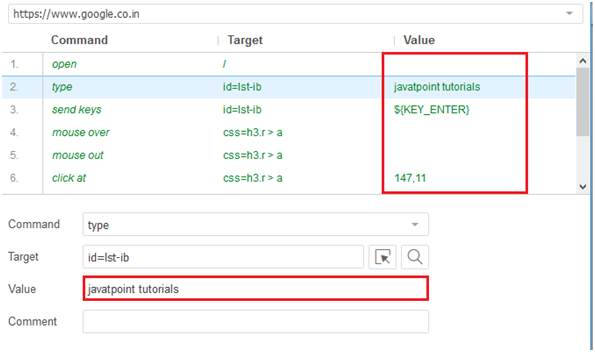 https://www.google.co.in
Command Target Value
1. open /
2. type id=lst-ib javatpoint tutorials
3. send keys id=lst-ib ${KEY_ENTER}
4. mouse over css=h3.r > a
5. mouse out css=h3.r > a
6. click at css=h3.r > a 147,11
Command type
Target id=lst-ib
Value javatpoint tutorials
Comment